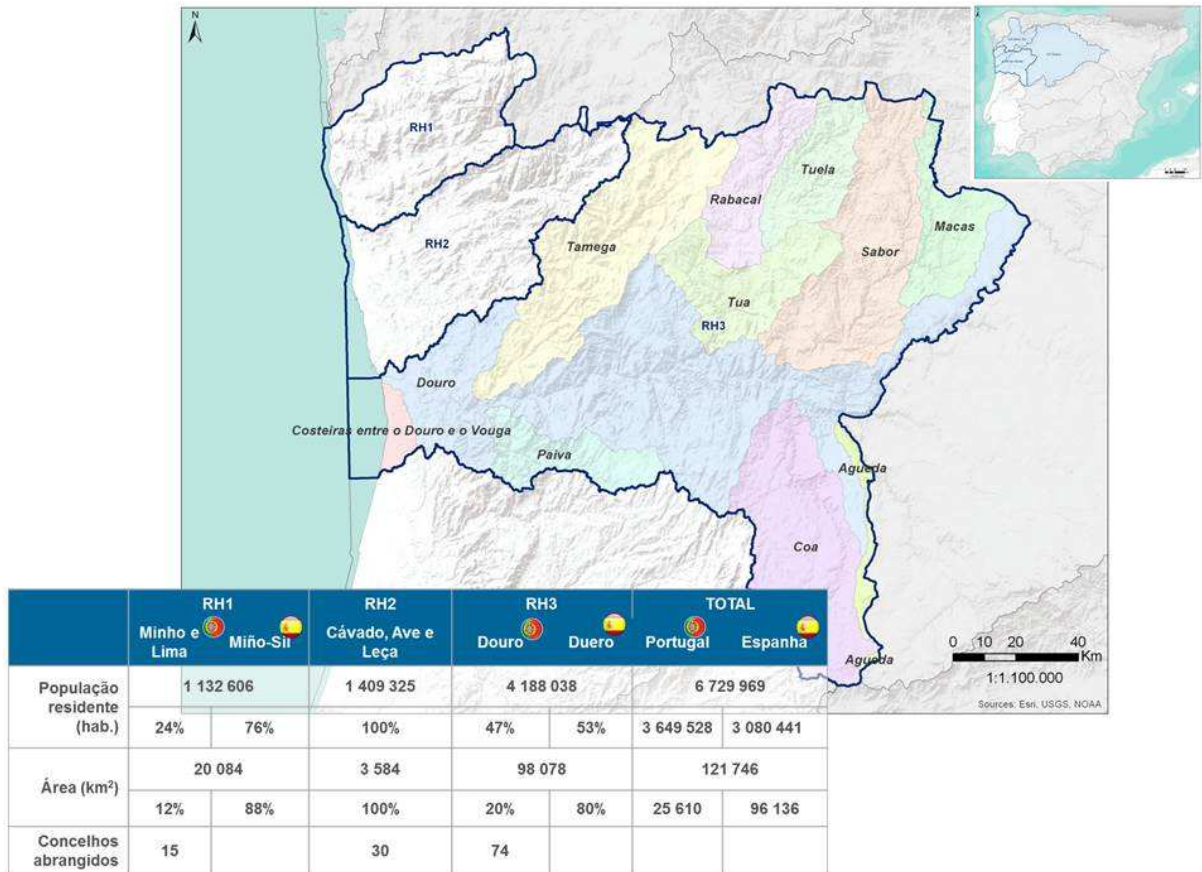 N
RH1
RH2
Tamega
Rabacal
Tuela
Sabor
Macas
Tua
RH3
Douro
Costeiras entre o Douro e o Vouga
Paiva
Agueda
Coa
Agueda
0 10 20 40
Km
1:1.100.000
Sources: Esri, USGS, NOAA
RH1 RH2 RH3 TOTAL
Minho e Lima Miño-Sil Cávado, Ave e Leça Douro Duero Portugal Espanha
População residente (hab.) 1 132 606 1 409 325 4 188 038 6 729 969
24% 76% 100% 47% 53% 3 649 528 3 080 441
Área (km²) 20 084 3 584 98 078 121 746
12% 88% 100% 20% 80% 25 610 96 136
Concelhos abrangidos 15 30 74